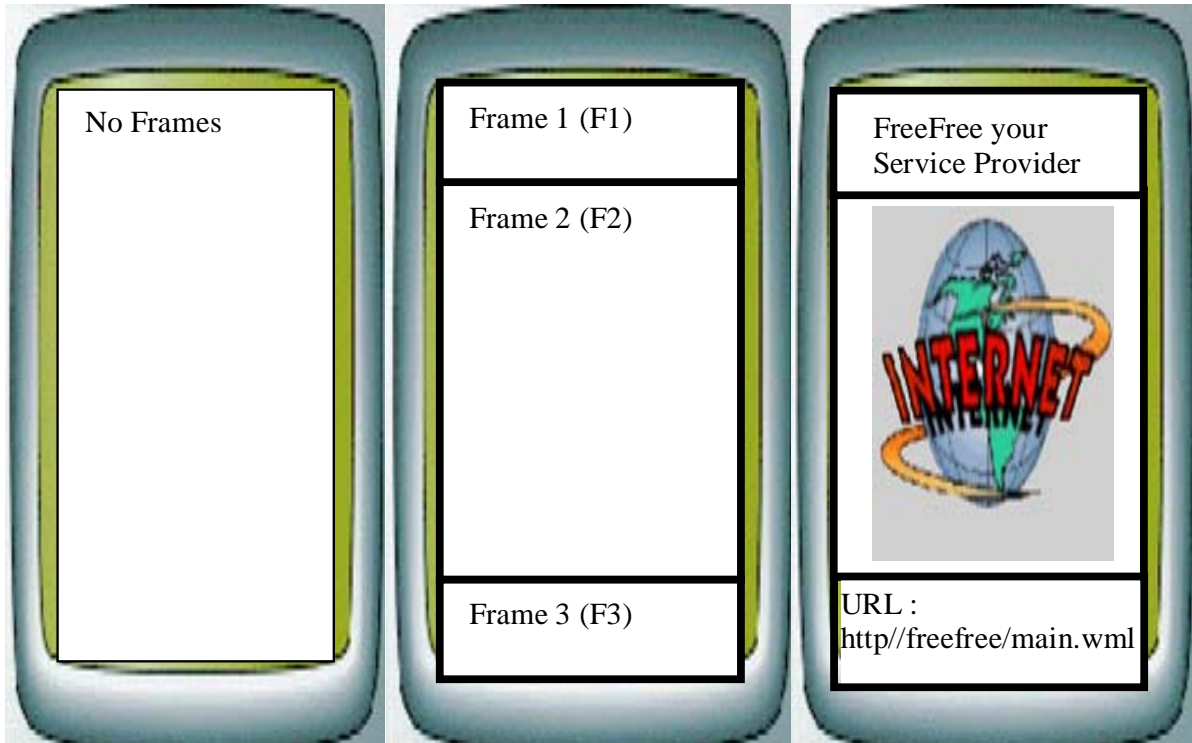 No Frames
Frame 1 (F1)
Frame 2 (F2)
Frame 3 (F3)
FreeFree your
Service Provider
INTERNET
URL :
http//freefree/main.wml